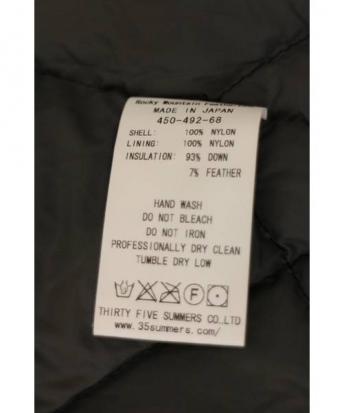 Rocky Mountain
MADE IN JAPAN
450-492-68
SHELL: 100% NYLON
LINING: 100% NYLON
INSULATION: 93% DOWN
7% FEATHER
HAND WASH
DO NOT BLEACH
DO NOT IRON
PROFESSIONALLY DRY CLEAN
TUMBLE DRY LOW
F
THIRTY FIVE SUMMERS CO.,LTD
www.35summers.com/